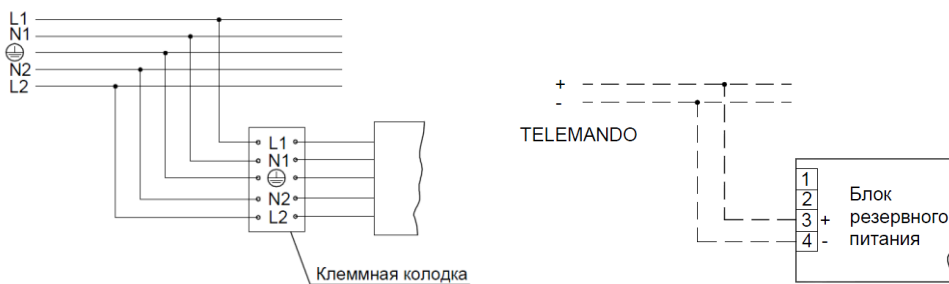 L1
N1
N2
L2
L1
N1
N2
L2
Клеммная колодка
+
-
TELEMANDO
1
2
3 +
4 -
Блок
резервного
питания